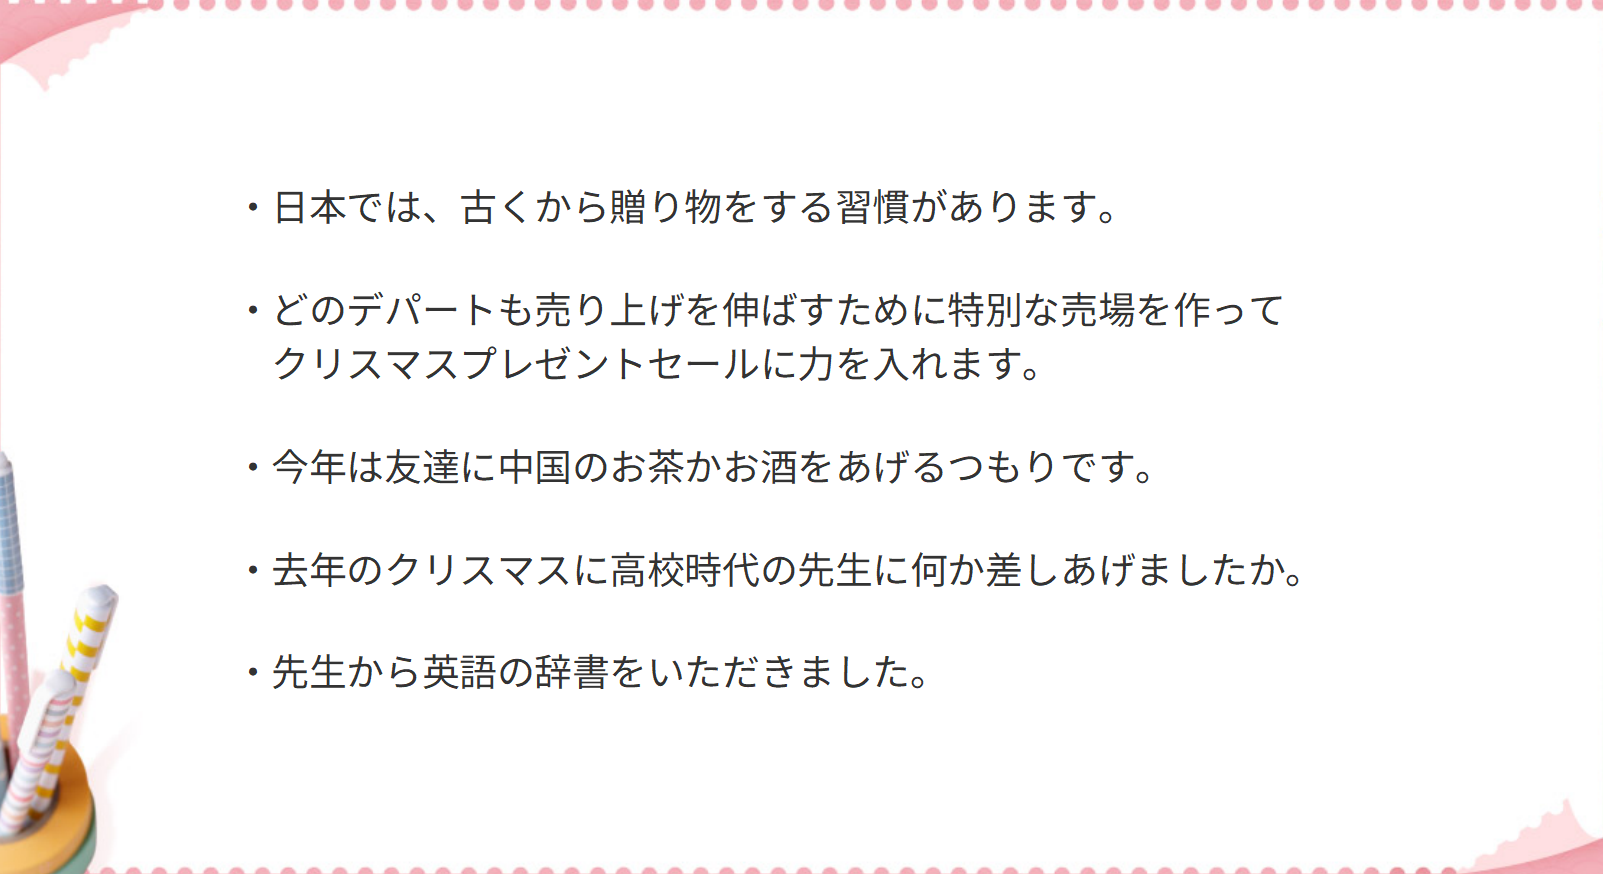 ・日本では、古くから贈り物をする習慣があります。
・どのデパートも売り上げを伸ばすために特別な売場を作って
クリスマスプレゼントセールに力を入れます。
・今年は友達に中国のお茶かお酒をあげるつもりです。
・去年のクリスマスに高校時代の先生に何か差しあげましたか。
・先生から英語の辞書をいただきました。